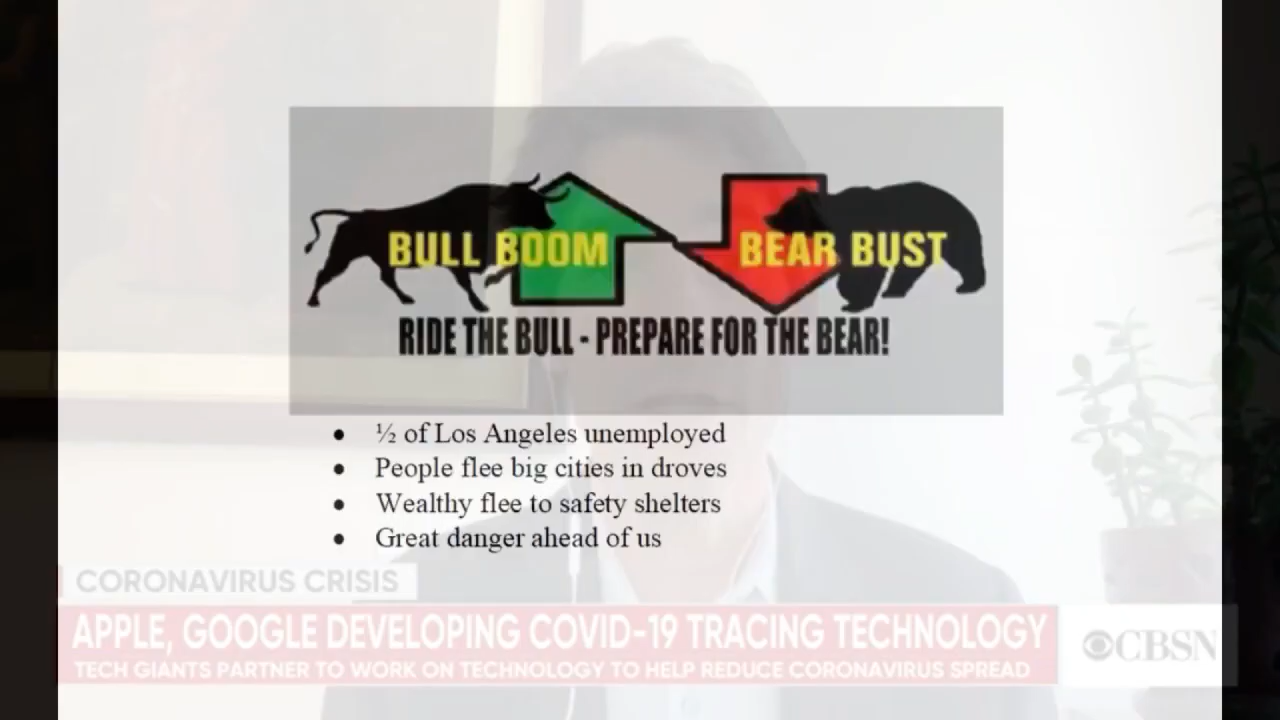 BULL BOOM BEAR BUST
RIDE THE BULL - PREPARE FOR THE BEAR!
• ½ of Los Angeles unemployed
• People flee big cities in droves
• Wealthy flee to safety shelters
• Great danger ahead of us
CORONAVIRUS CRISIS
APPLE, GOOGLE DEVELOPING COVID-19 TRACING TECHNOLOGY
TECH GIANTS PARTNER TO WORK ON TECHNOLOGY TO HELP REDUCE CORONAVIRUS SPREAD
CBSN